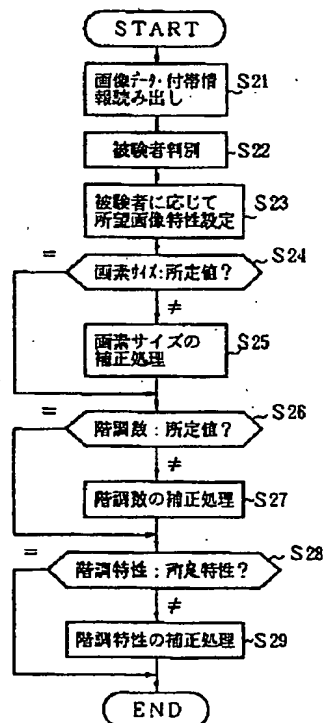 START
画像データ・付帯情
報読み出し
S21
被験者判別
S22
被験者に応じて
所望画像特性設定
S23
=
画素サイズ:所定値?
S24
≠
画素サイズの
補正処理
S25
=
階調数:所定値?
S26
≠
階調数の補正処理
S27
=
階調特性:所定特性?
S28
≠
階調特性の補正処理
S29
END